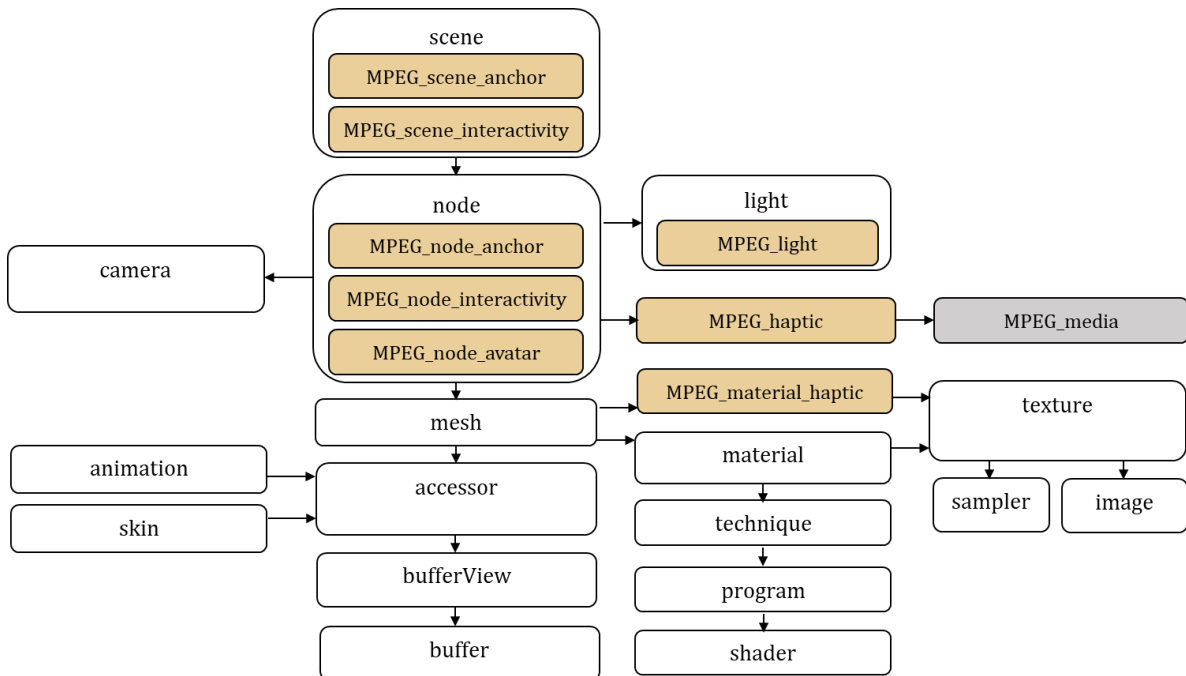 scene
MPEG_scene_anchor
MPEG_scene_interactivity
node
MPEG_node_anchor
MPEG_node_interactivity
MPEG_node_avatar
light
MPEG_light
camera
MPEG_haptic
MPEG_media
MPEG_material_haptic
texture
mesh
material
animation
accessor
skin
sampler
image
technique
bufferView
program
buffer
shader